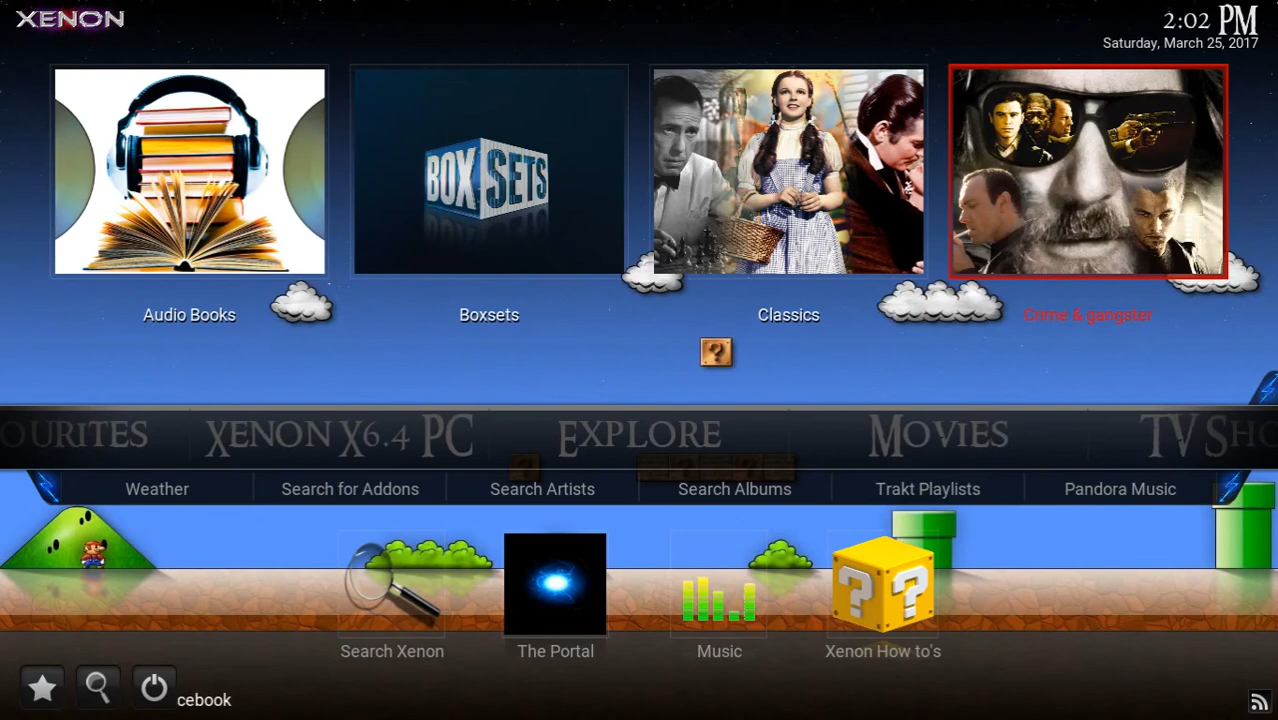 XENON
2:02 PM
Saturday, March 25, 2017
BOX SETS
Audio Books
Boxsets
Classics
Crime & gangster
?
OURITES
XENON X6.4 PC
EXPLORE
MOVIES
TV SHO
Weather
Search for Addons
Search Artists
Search Albums
Trakt Playlists
Pandora Music
? ?
Search Xenon
The Portal
Music
Xenon How to's
cebook